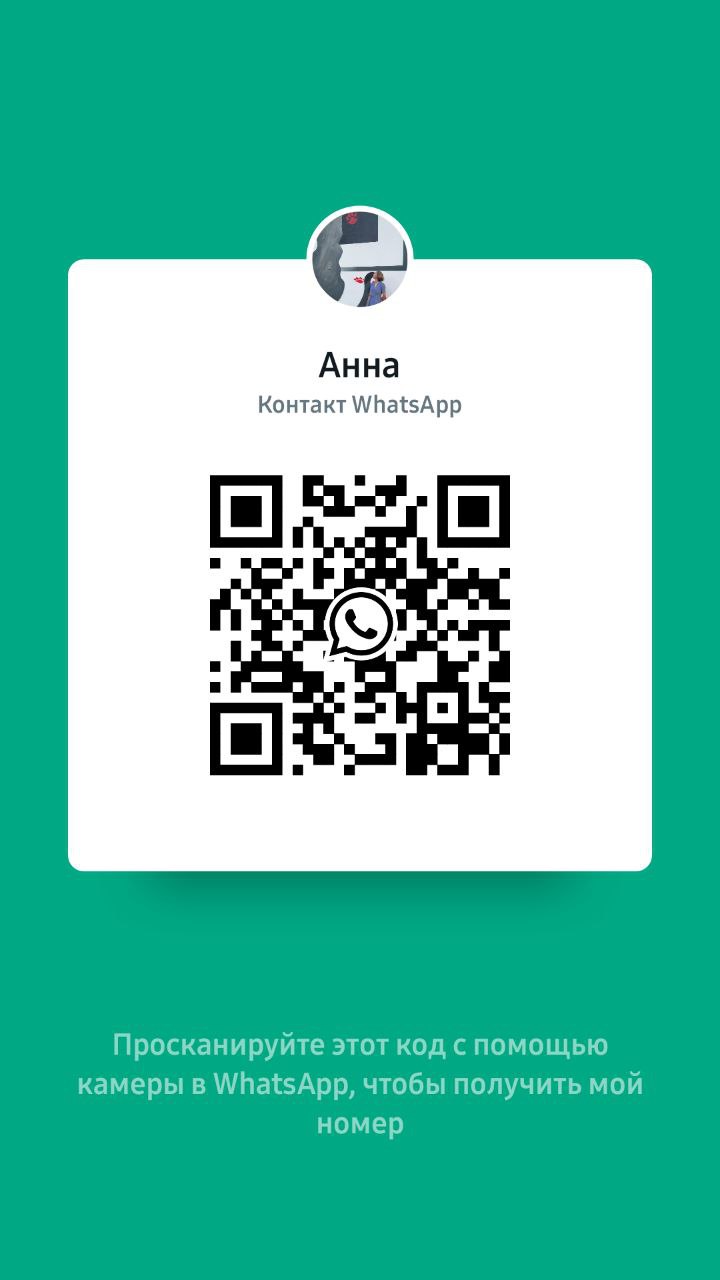 Анна
Контакт WhatsApp
Просканируйте этот код с помощью
камеры в WhatsApp, чтобы получить мой
номер